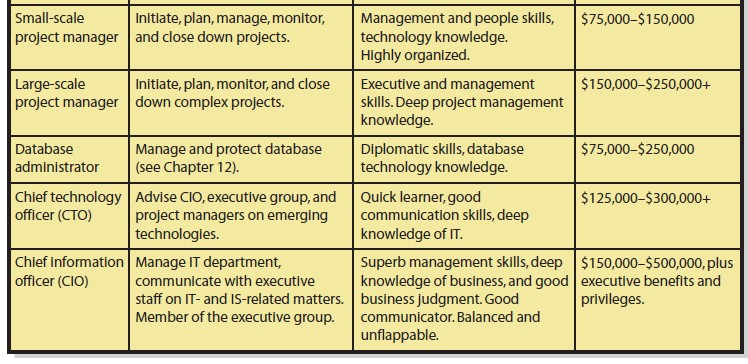 Small-scale
project manager
Initiate, plan, manage, monitor,
and close down projects.
Management and people skills,
technology knowledge.
Highly organized.
$75,000–$150,000
Large-scale
project manager
Initiate, plan, monitor, and close
down complex projects.
Executive and management
skills. Deep project management
knowledge.
$150,000–$250,000+
Database
administrator
Manage and protect database
(see Chapter 12).
Diplomatic skills, database
technology knowledge.
$75,000–$250,000
Chief technology
officer (CTO)
Advise CIO, executive group, and
project managers on emerging
technologies.
Quick learner, good
communication skills, deep
knowledge of IT.
$125,000–$300,000+
Chief information
officer (CIO)
Manage IT department,
communicate with executive
staff on IT- and IS-related matters.
Member of the executive group.
Superb management skills, deep
knowledge of business, and good
business judgment. Good
communicator. Balanced and
unflappable.
$150,000–$500,000, plus
executive benefits and
privileges.